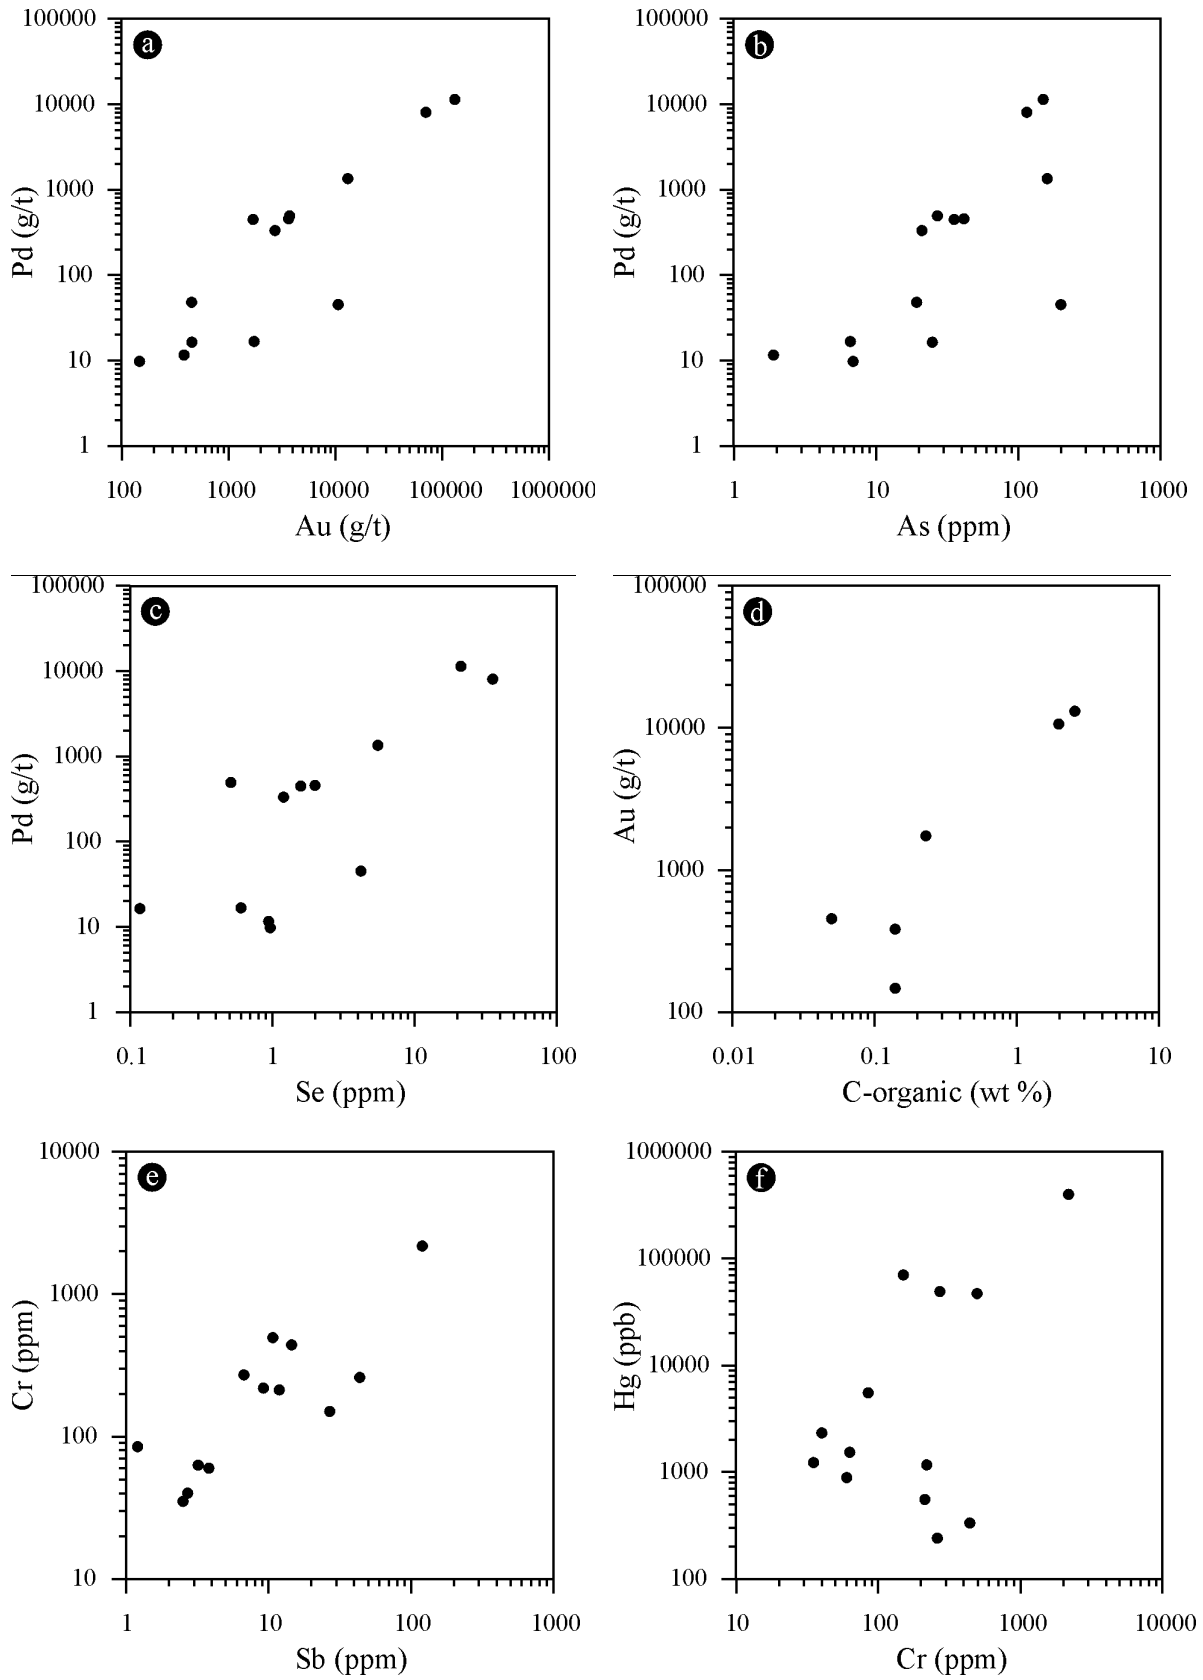 a
100000
10000
1000
100
10
1
Pd (g/t)
100 1000 10000 100000 1000000
Au (g/t)
b
100000
10000
1000
100
10
1
Pd (g/t)
1 10 100 1000
As (ppm)
c
100000
10000
1000
100
10
1
Pd (g/t)
0.1 1 10 100
Se (ppm)
d
100000
10000
1000
100
Au (g/t)
0.01 0.1 1 10
C-organic (wt %)
e
10000
1000
100
10
Cr (ppm)
1 10 100 1000
Sb (ppm)
f
1000000
100000
10000
1000
100
Hg (ppb)
10 100 1000 10000
Cr (ppm)